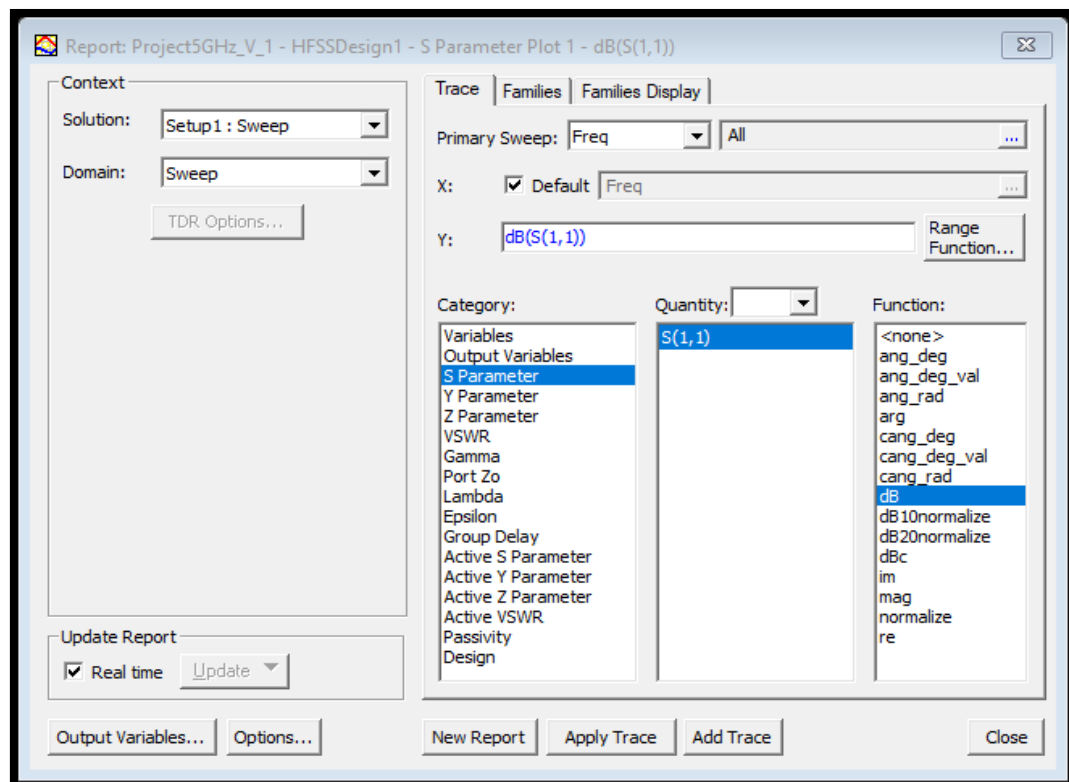 Report: Project5GHz_V_1 - HFSSDesign1 - S Parameter Plot 1 - dB(S(1,1))
Context
Solution:
Setup1 : Sweep
Domain:
Sweep
TDR Options...
Update Report
Real time
Update
Output Variables...
Options...
Trace
Families
Families Display
Primary Sweep:
Freq
All
...
X:
Default
Freq
...
Y:
dB(S(1,1))
Range
Function...
Category:
Variables
Output Variables
S Parameter
Y Parameter
Z Parameter
VSWR
Gamma
Port Zo
Lambda
Epsilon
Group Delay
Active S Parameter
Active Y Parameter
Active Z Parameter
Active VSWR
Passivity
Design
Quantity:
S(1,1)
Function:
<none>
ang_deg
ang_deg_val
ang_rad
arg
cang_deg
cang_deg_val
cang_rad
dB
dB10normalize
dB20normalize
dBc
im
mag
normalize
re
New Report
Apply Trace
Add Trace
Close